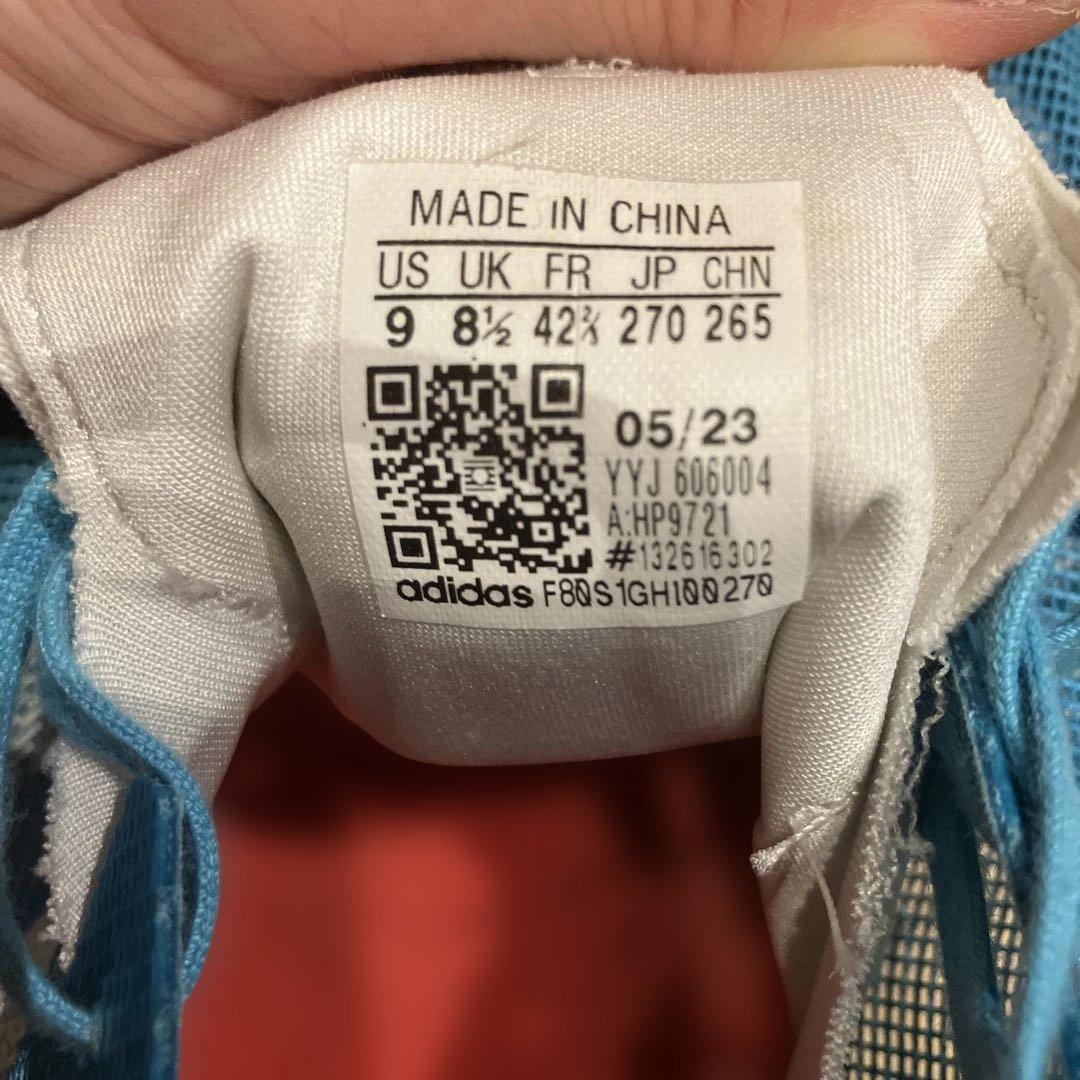 MADE IN CHINA
US UK FR JP CHN
9 8½ 42⅔ 270 265
05/23
YYJ 606004
A:HP9721
#132616302
adidas F80S1GH100270